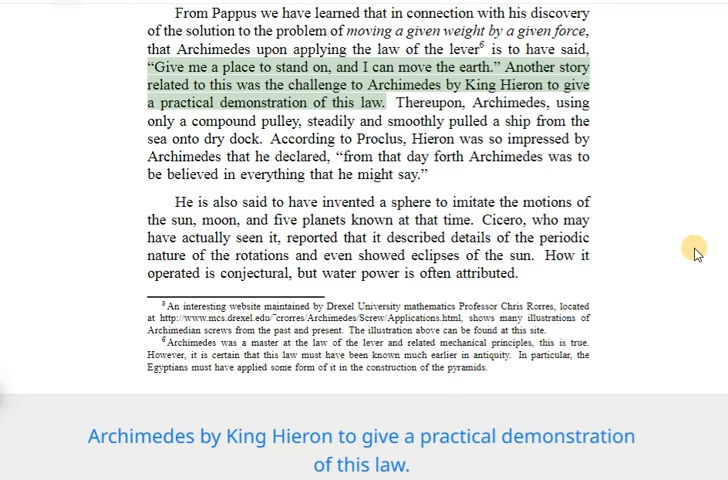 From Pappus we have learned that in connection with his discovery
of the solution to the problem of moving a given weight by a given force,
that Archimedes upon applying the law of the lever⁶ is to have said,
“Give me a place to stand on, and I can move the earth.” Another story
related to this was the challenge to Archimedes by King Hieron to give
a practical demonstration of this law. Thereupon, Archimedes, using
only a compound pulley, steadily and smoothly pulled a ship from the
sea onto dry dock. According to Proclus, Hieron was so impressed by
Archimedes that he declared, “from that day forth Archimedes was to
be believed in everything that he might say.”
He is also said to have invented a sphere to imitate the motions of
the sun, moon, and five planets known at that time. Cicero, who may
have actually seen it, reported that it described details of the periodic
nature of the rotations and even showed eclipses of the sun. How it
operated is conjectural, but water power is often attributed.
⁵An interesting website maintained by Drexel University mathematics Professor Chris Rorres, located
at http://www.mcs.drexel.edu/˜crorres/Archimedes/Screw/Applications.html, shows many illustrations of
Archimedian screws from the past and present. The illustration above can be found at this site.
⁶Archimedes was a master at the law of the lever and related mechanical principles, this is true.
However, it is certain that this law must have been known much earlier in antiquity. In particular, the
Egyptians must have applied some form of it in the construction of the pyramids.
Archimedes by King Hieron to give a practical demonstration
of this law.